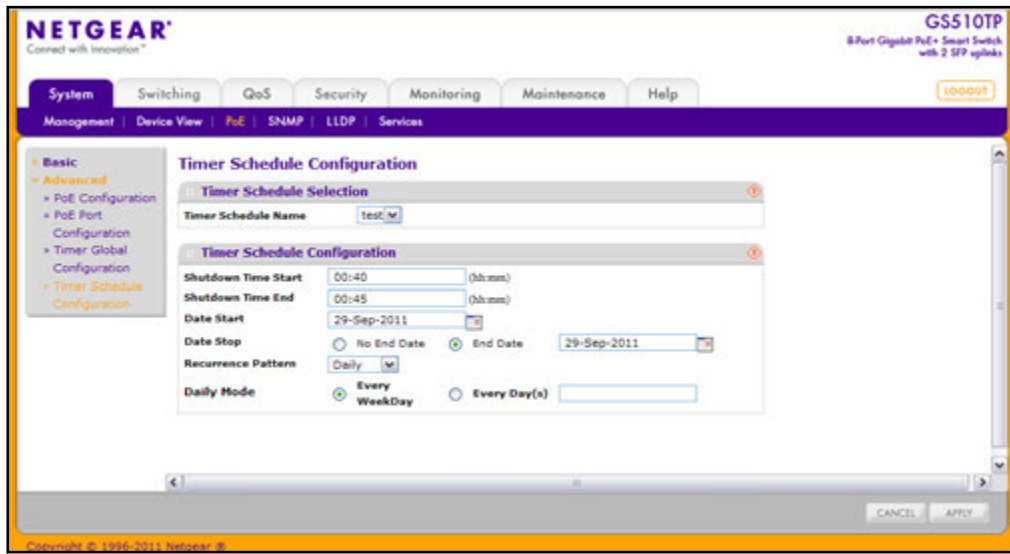 NETGEAR®
Connect with Innovation™
GS510TP
8-Port Gigabit PoE+ Smart Switch
with 2 SFP uplinks
System Switching QoS Security Monitoring Maintenance Help LOGOUT
Management | Device View | PoE | SNMP | LLDP | Services
Basic
Advanced
PoE Configuration
PoE Port
Configuration
Timer Global
Configuration
Timer Schedule
Configuration
Timer Schedule Configuration
Timer Schedule Selection
Timer Schedule Name test
Timer Schedule Configuration
Shutdown Time Start 00:40 (hh:mm)
Shutdown Time End 00:45 (hh:mm)
Date Start 29-Sep-2011
Date Stop No End Date End Date 29-Sep-2011
Recurrence Pattern Daily
Daily Mode Every WeekDay Every Day(s)
CANCEL APPLY
Copyright © 1996-2011 Netgear ®